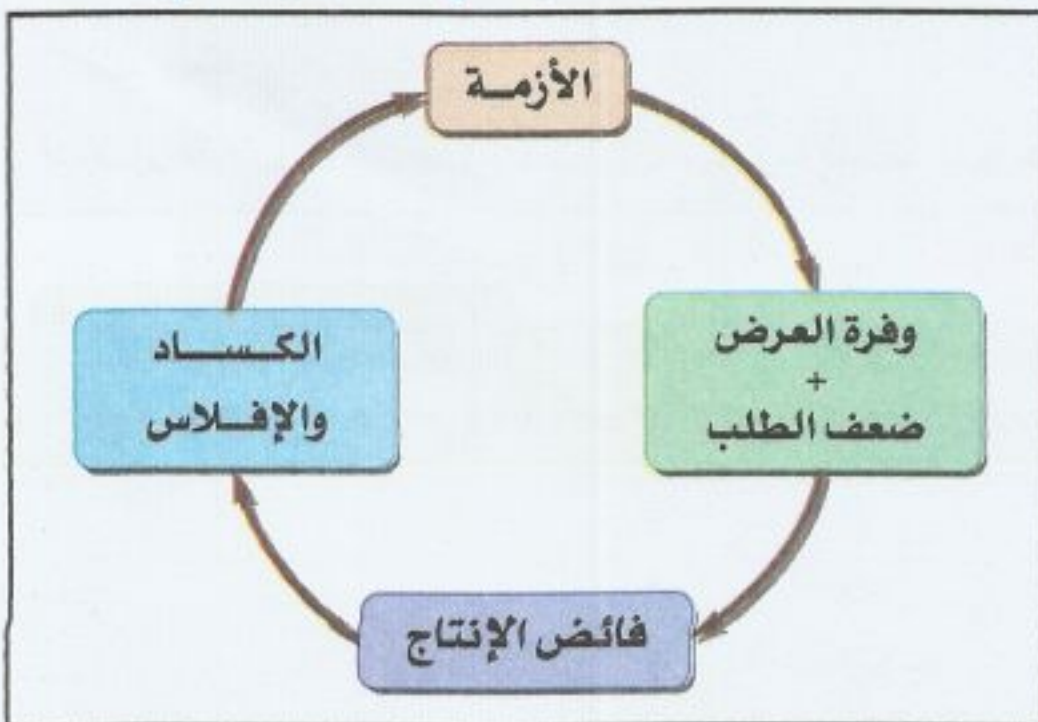 الأزمة
وفرة العرض
+
ضعف الطلب
فائض الإنتاج
الكساد
والإفلاس